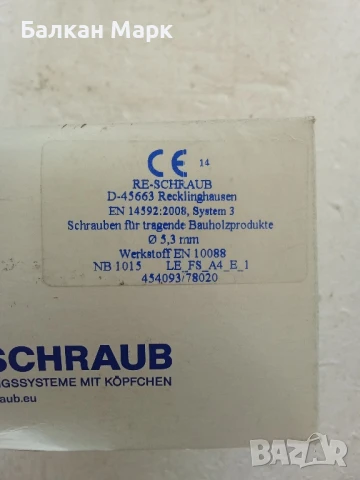 Балкан Марк
CE 14
RE-SCHRAUB
D-45663 Recklinghausen
EN 14592:2008, System 3
Schrauben für tragende Bauholzprodukte
Ø 5,3 mm
Werkstoff EN 10088
NB 1015 LE_FS_A4_E_1
454093/78020
SCHRAUB
NGSSYSTEME MIT KÖPFCHEN
aub.eu
BAZAR